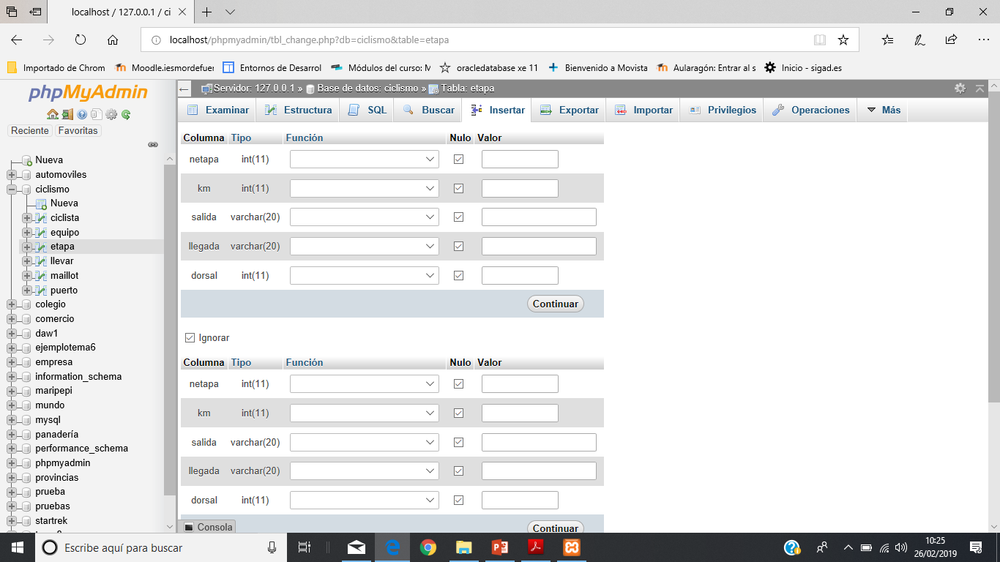 localhost / 127.0.0.1 / ci
localhost/phpmyadmin/tbl_change.php?db=ciclismo&table=etapa
Importado de Chrom Moodle.iesmordefuer Entornos de Desarrol Módulos del curso: M oracledatabase xe 11 Bienvenido a Movista Aularagón: Entrar al s Inicio - sigad.es
phpMyAdmin
Reciente Favoritas
Nueva
automoviles
ciclismo
Nueva
ciclista
equipo
etapa
llevar
maillot
puerto
colegio
comercio
daw1
ejemplotema6
empresa
information_schema
maripepi
mundo
mysql
panadería
performance_schema
phpmyadmin
provincias
prueba
pruebas
startrek
Servidor: 127.0.0.1 » Base de datos: ciclismo » Tabla: etapa
Examinar Estructura SQL Buscar Insertar Exportar Importar Privilegios Operaciones Más
Columna Tipo Función Nulo Valor
netapa int(11)
km int(11)
salida varchar(20)
llegada varchar(20)
dorsal int(11)
Continuar
Ignorar
Columna Tipo Función Nulo Valor
netapa int(11)
km int(11)
salida varchar(20)
llegada varchar(20)
dorsal int(11)
Continuar
Consola
Escribe aquí para buscar
10:25
26/02/2019